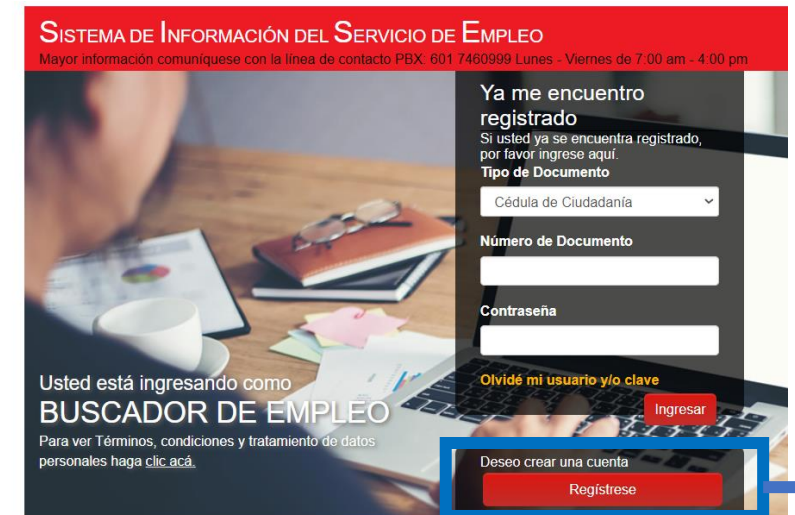 SISTEMA DE INFORMACIÓN DEL SERVICIO DE EMPLEO
Mayor información comuníquese con la línea de contacto PBX: 601 7460999 Lunes - Viernes de 7:00 am - 4:00 pm
Ya me encuentro
registrado
Si usted ya se encuentra registrado,
por favor ingrese aquí.
Tipo de Documento
Cédula de Ciudadanía
Número de Documento
Contraseña
Olvidé mi usuario y/o clave
Ingresar
Usted está ingresando como
BUSCADOR DE EMPLEO
Para ver Términos, condiciones y tratamiento de datos
personales haga clic acá.
Deseo crear una cuenta
Regístrese